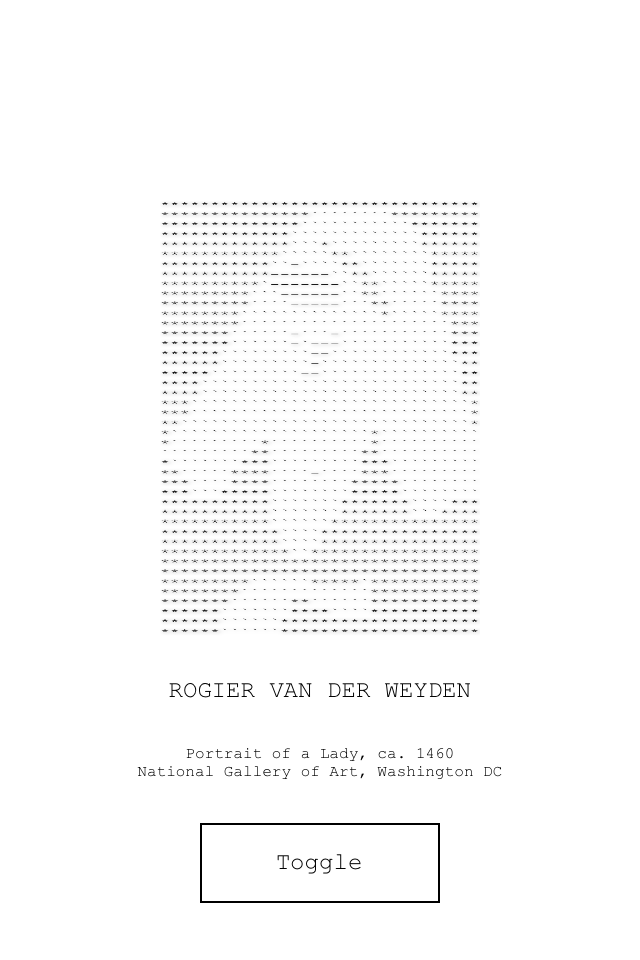 ROGIER VAN DER WEYDEN
Portrait of a Lady, ca. 1460
National Gallery of Art, Washington DC
Toggle